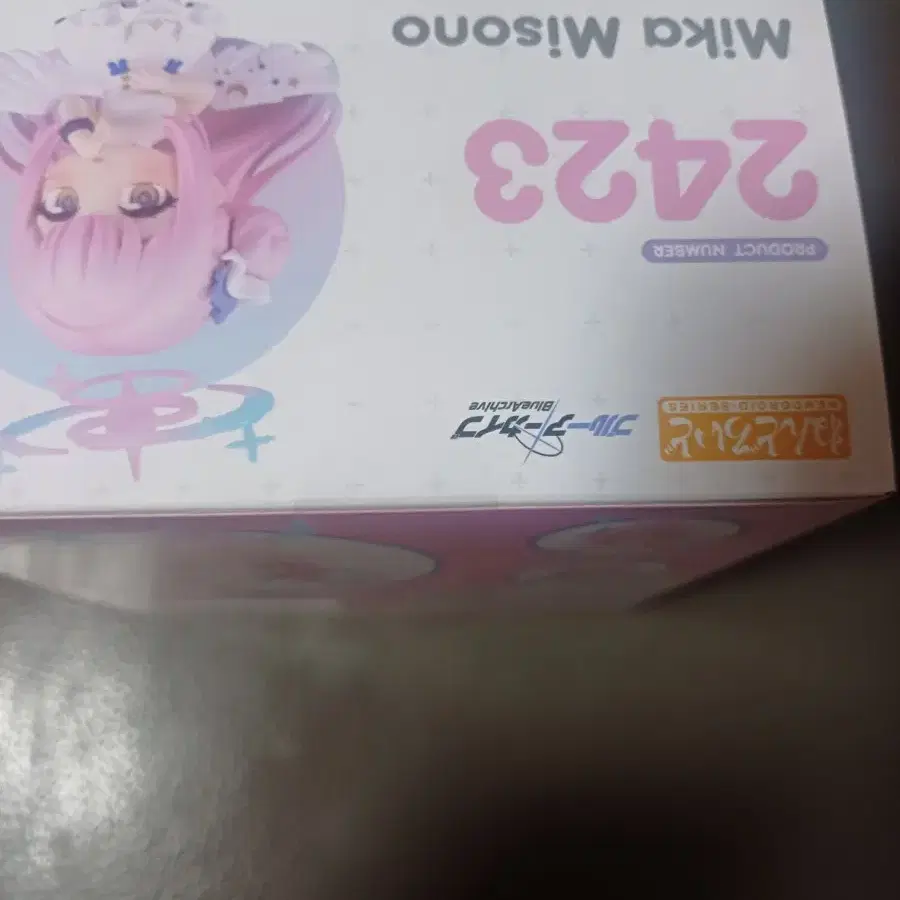 ねんどろいど
NENDOROID SERIES
ブルーアーカイブ
BlueArchive
PRODUCT NUMBER
2423
Mika Misono